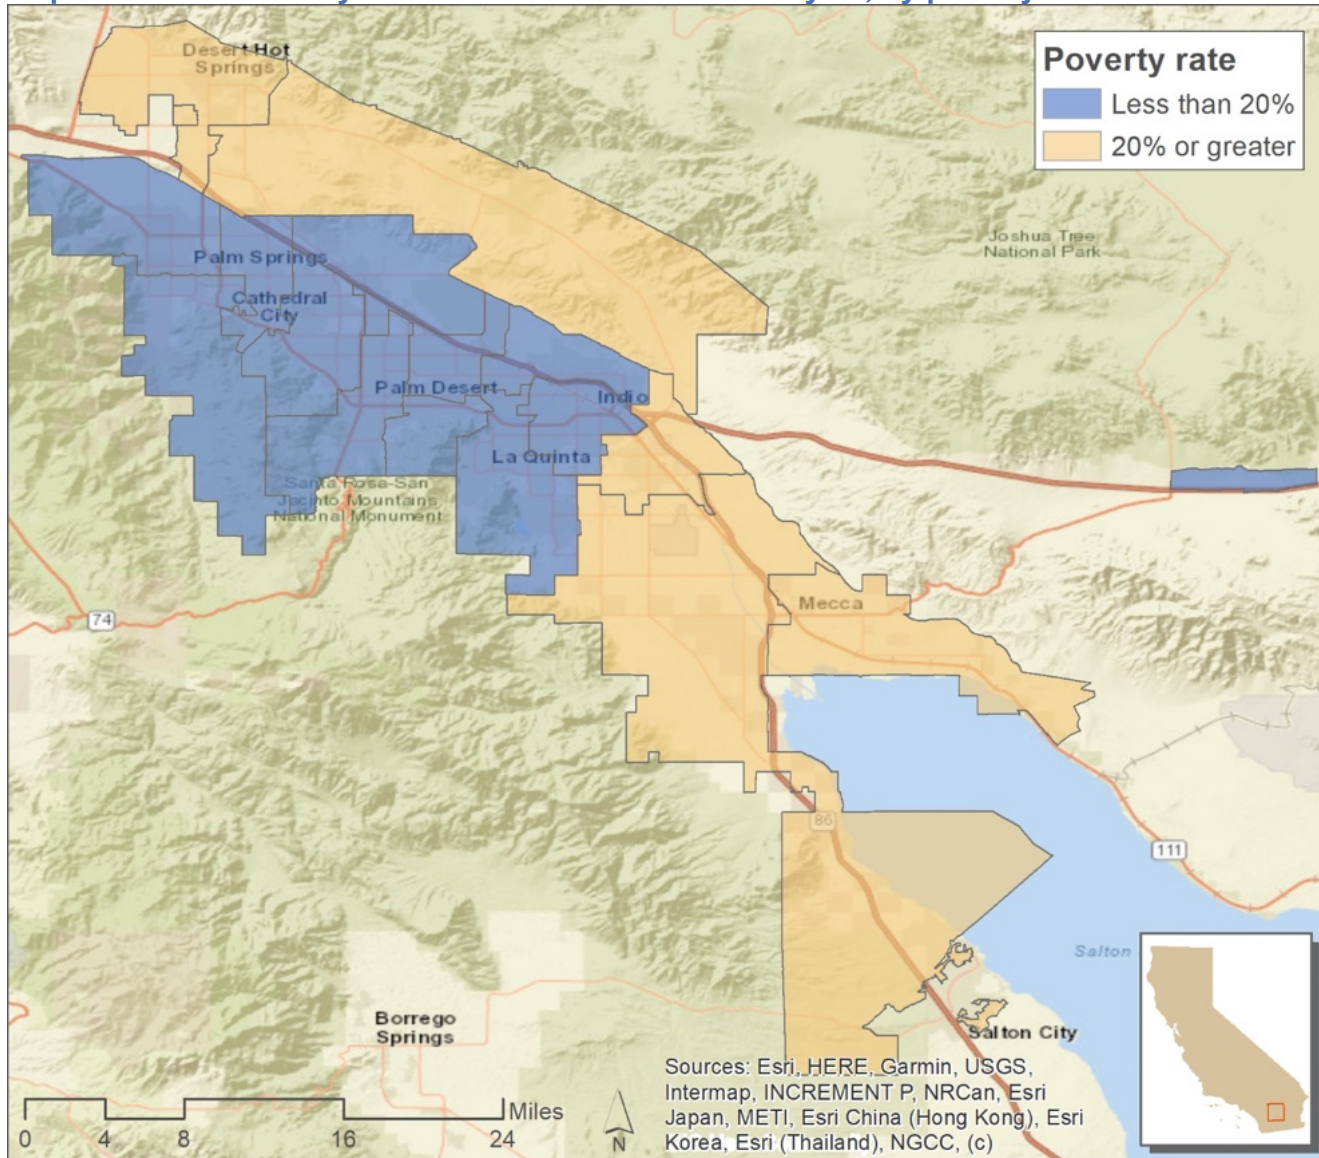 Desert Hot
Springs
Poverty rate
Less than 20%
20% or greater
Joshua Tree
National Park
Palm Springs
Cathedral
City
Palm Desert
Indio
La Quinta
Santa Rosa-San
Jacinto Mountains
National Monument
74
Mecca
86
111
Salton
Borrego
Springs
Salton City
Sources: Esri, HERE, Garmin, USGS,
Intermap, INCREMENT P, NRCan, Esri
Japan, METI, Esri China (Hong Kong), Esri
Korea, Esri (Thailand), NGCC, (c)
Miles
0 4 8 16 24
N